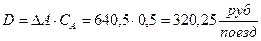 D = ΔA · C_A = 640,5 · 0,5 = 320,25 руб/поезд